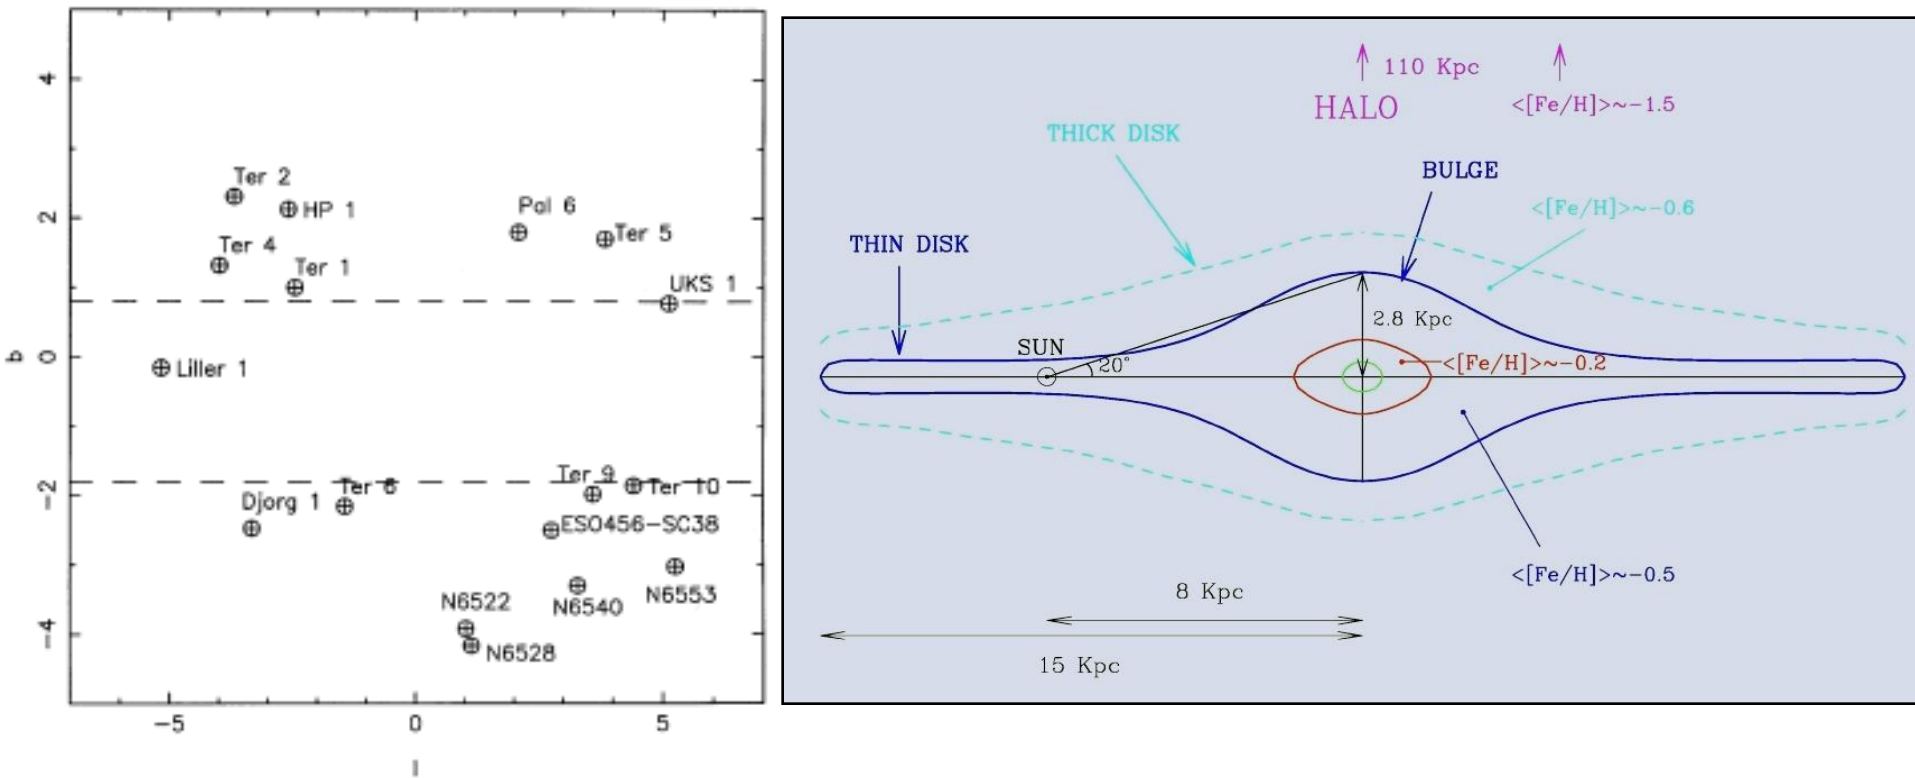 4
2
0
−2
−4
b
Ter 2
HP 1
Ter 4
Ter 1
Pal 6
Ter 5
UKS 1
Liller 1
Djorg 1
Ter 6
Ter 9
Ter 10
ESO456−SC38
N6553
N6540
N6522
N6528
−5
0
5
l
110 Kpc
HALO
<[Fe/H]>~−1.5
THICK DISK
BULGE
<[Fe/H]>~−0.6
THIN DISK
2.8 Kpc
SUN
20°
<[Fe/H]>~−0.2
<[Fe/H]>~−0.5
8 Kpc
15 Kpc